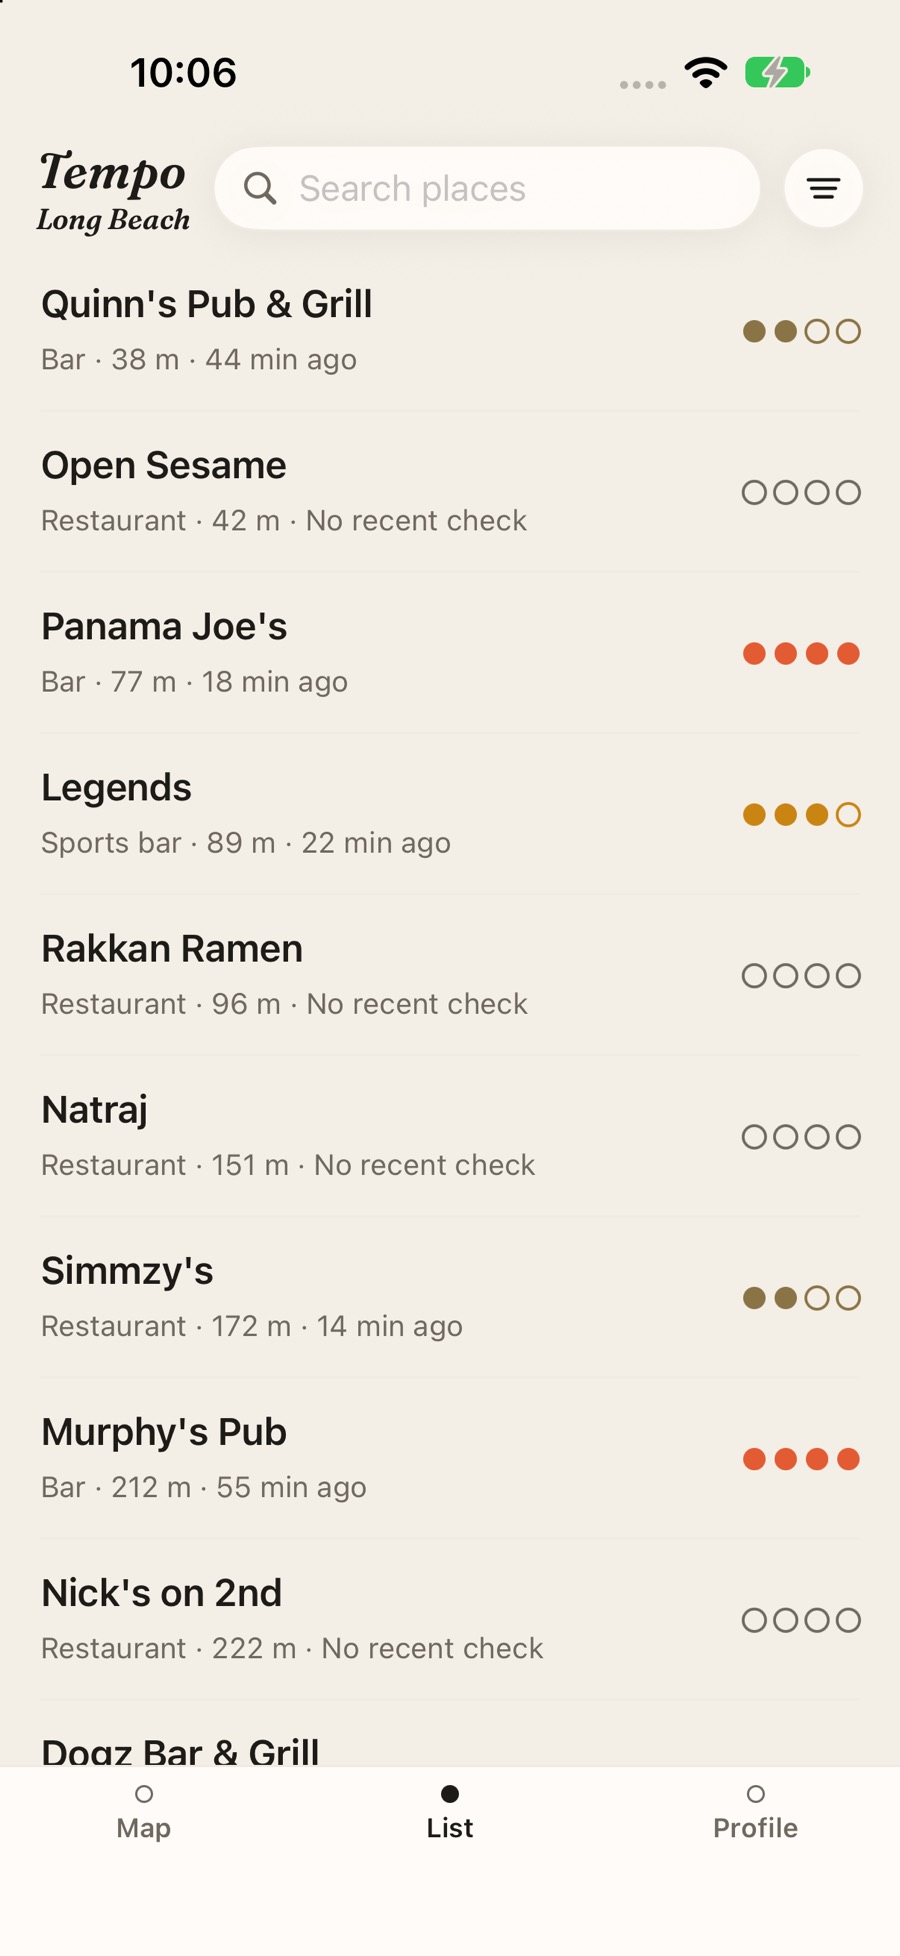 10:06
Tempo
Long Beach
Search places
Quinn's Pub & Grill
Bar · 38 m · 44 min ago
Open Sesame
Restaurant · 42 m · No recent check
Panama Joe's
Bar · 77 m · 18 min ago
Legends
Sports bar · 89 m · 22 min ago
Rakkan Ramen
Restaurant · 96 m · No recent check
Natraj
Restaurant · 151 m · No recent check
Simmzy's
Restaurant · 172 m · 14 min ago
Murphy's Pub
Bar · 212 m · 55 min ago
Nick's on 2nd
Restaurant · 222 m · No recent check
Dogz Bar & Grill
Map
List
Profile